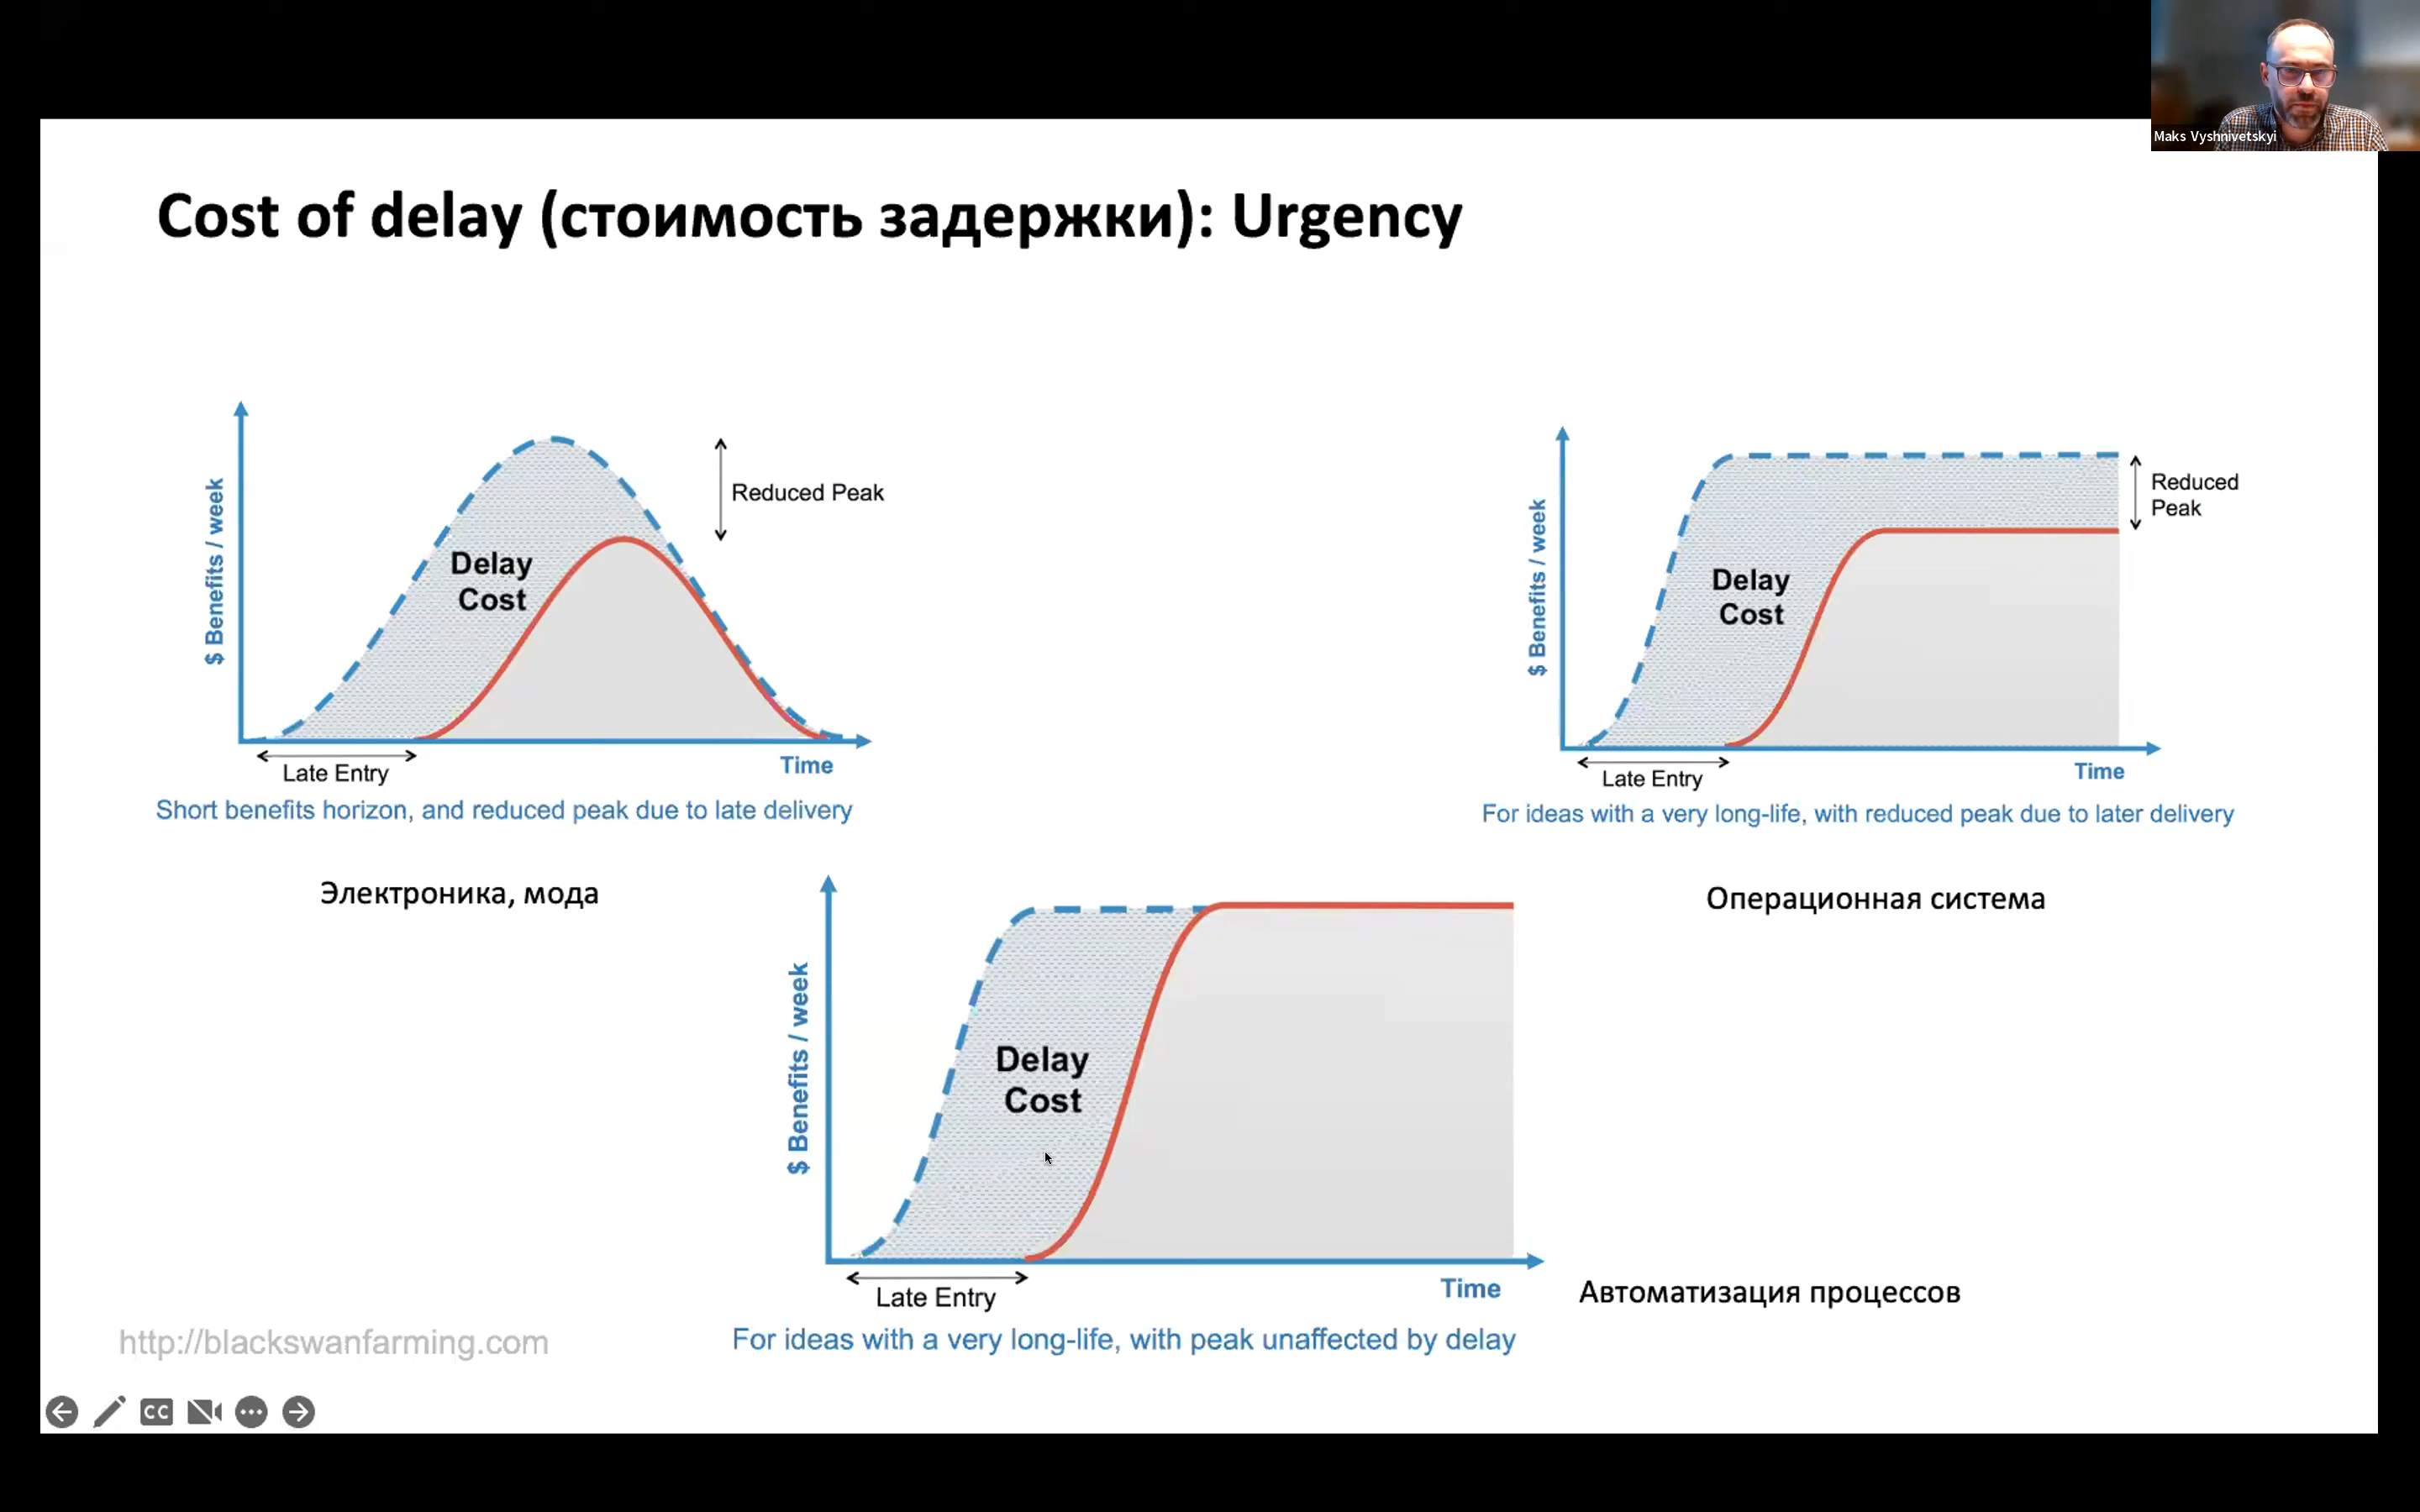 Maks Vyshnivetskyi
Cost of delay (стоимость задержки): Urgency
$ Benefits / week
Delay
Cost
Reduced Peak
Late Entry
Time
Short benefits horizon, and reduced peak due to late delivery
Электроника, мода
$ Benefits / week
Delay
Cost
Reduced
Peak
Late Entry
Time
For ideas with a very long-life, with reduced peak due to later delivery
Операционная система
$ Benefits / week
Delay
Cost
Late Entry
Time
For ideas with a very long-life, with peak unaffected by delay
Автоматизация процессов
http://blackswanfarming.com
CC